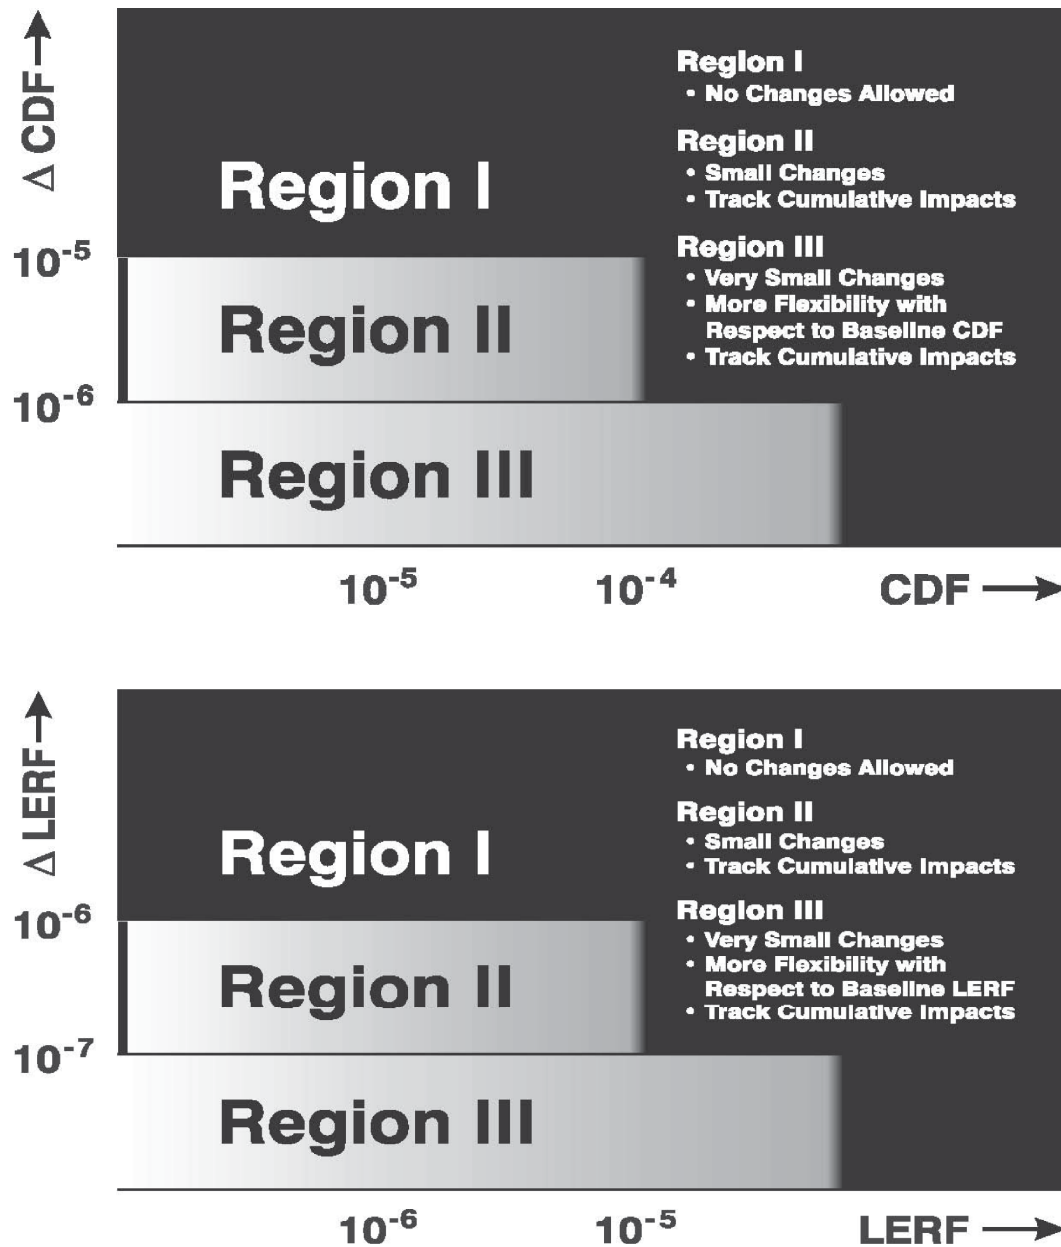 Δ CDF→
Region I
• No Changes Allowed
Region II
• Small Changes
• Track Cumulative Impacts
Region III
• Very Small Changes
• More Flexibility with
Respect to Baseline CDF
• Track Cumulative Impacts
Region I
10⁻⁵
Region II
10⁻⁶
Region III
10⁻⁵ 10⁻⁴ CDF →
Δ LERF→
Region I
• No Changes Allowed
Region II
• Small Changes
• Track Cumulative Impacts
Region III
• Very Small Changes
• More Flexibility with
Respect to Baseline LERF
• Track Cumulative Impacts
Region I
10⁻⁶
Region II
10⁻⁷
Region III
10⁻⁶ 10⁻⁵ LERF →